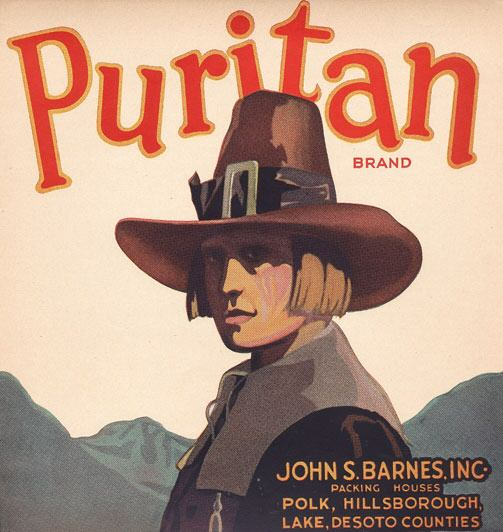 Puritan
BRAND
JOHN S. BARNES, INC.
PACKING HOUSES
POLK, HILLSBOROUGH,
LAKE, DESOTO COUNTIES